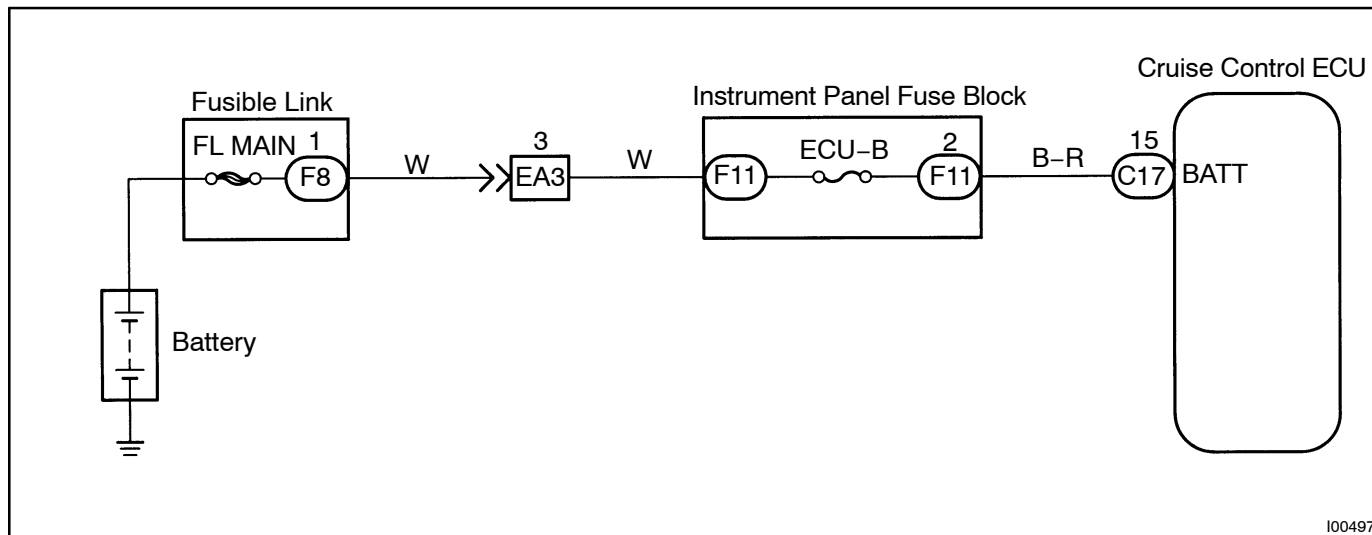 Cruise Control ECU
Fusible Link
Instrument Panel Fuse Block
FL MAIN
1
F8
W
3
EA3
W
F11
ECU–B
2
F11
B–R
15
C17
BATT
Battery
I00497